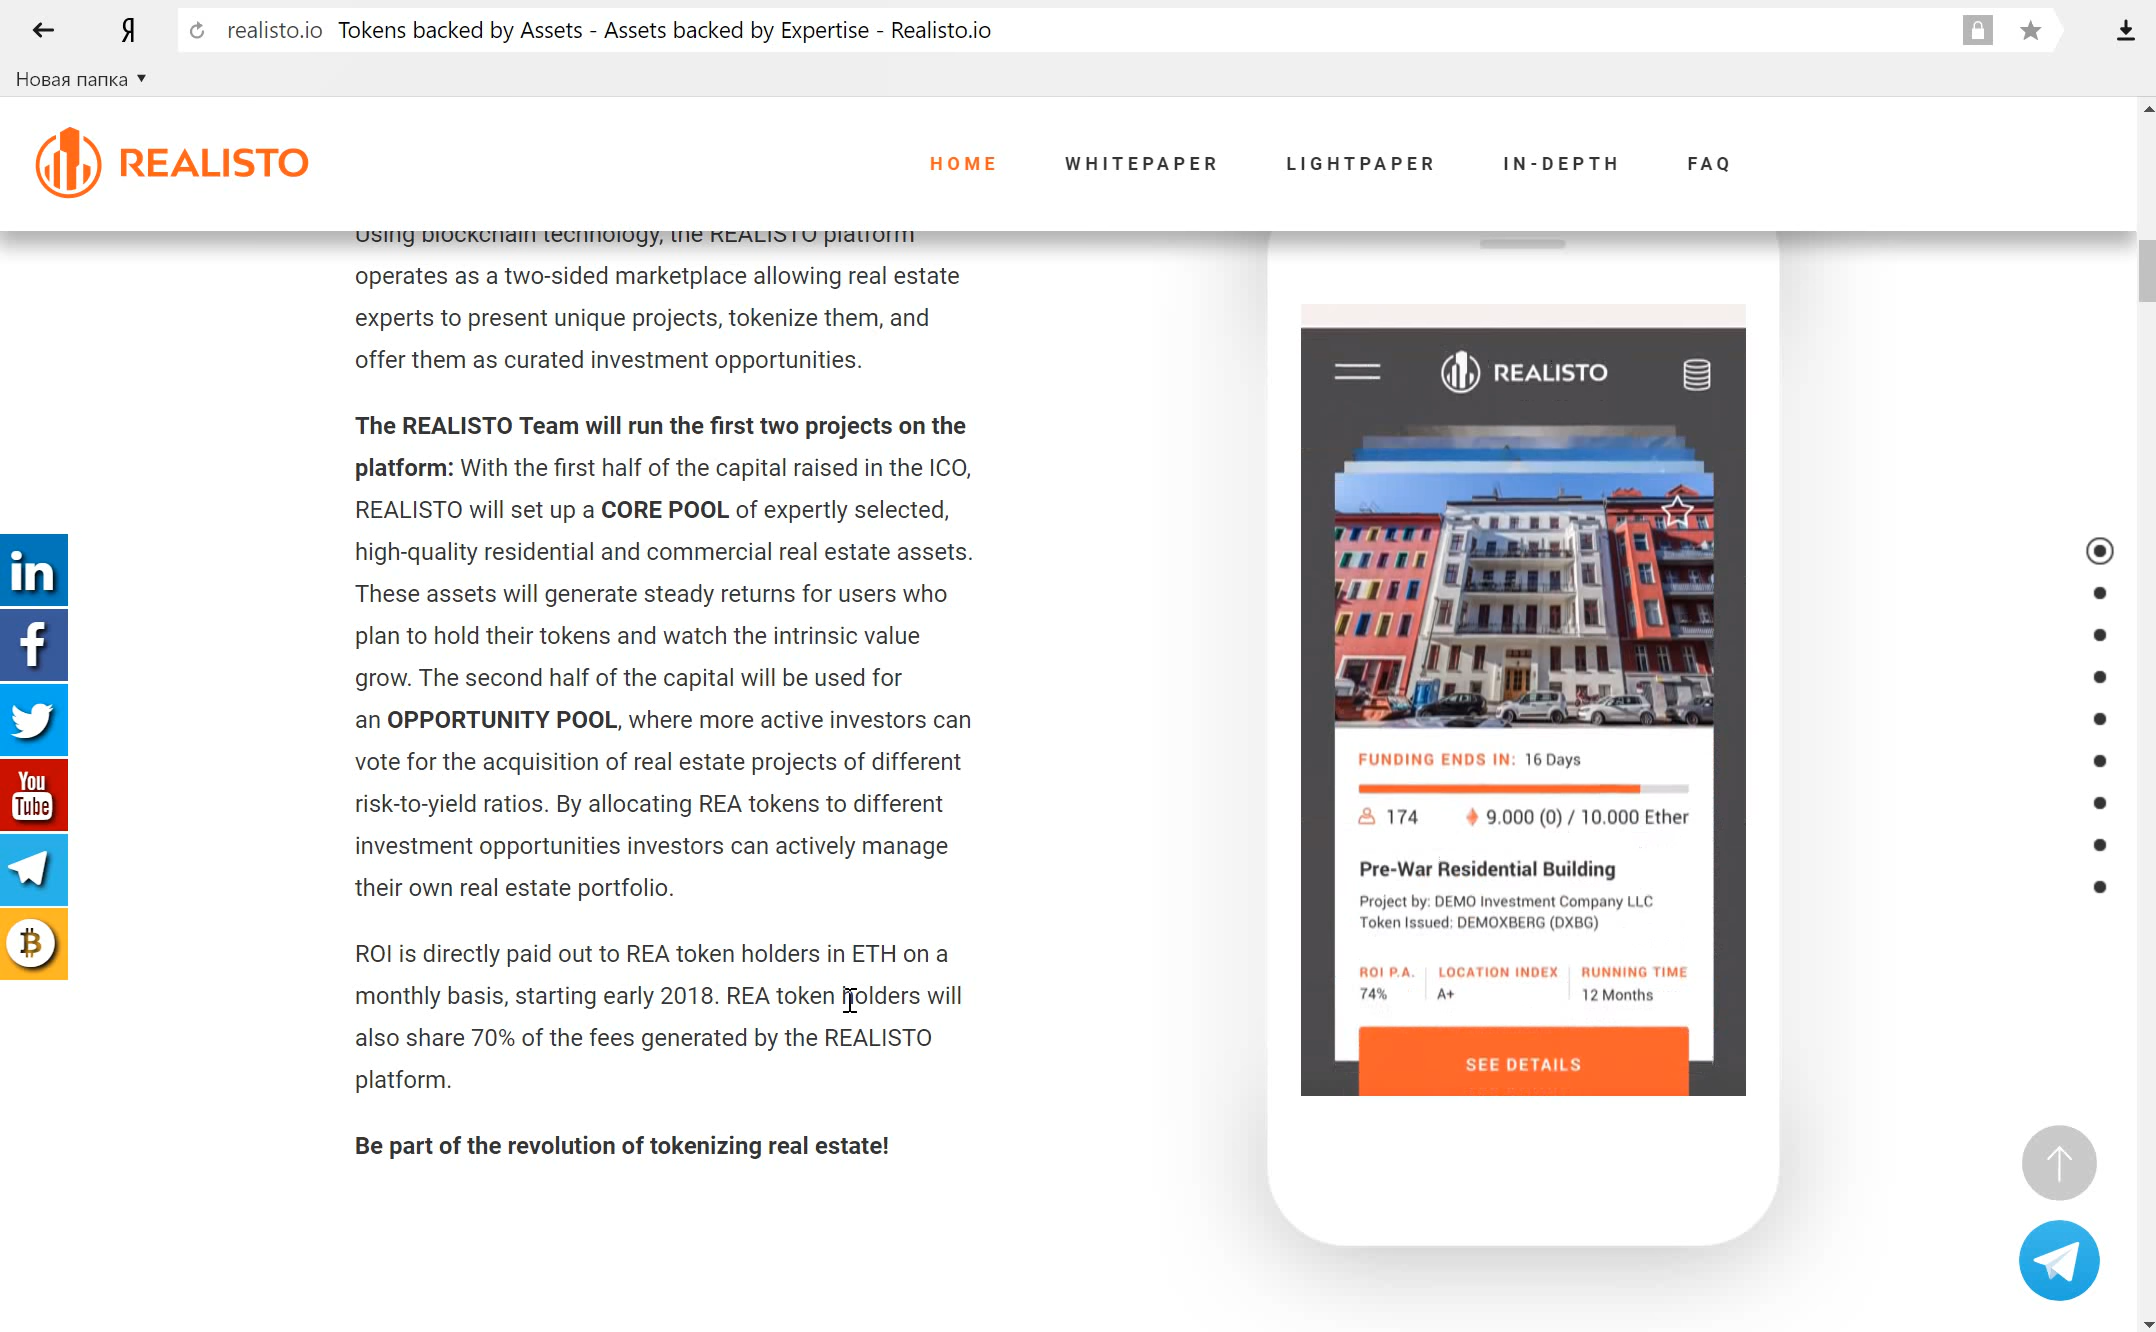 Я
realisto.io Tokens backed by Assets - Assets backed by Expertise - Realisto.io
Новая папка
REALISTO
HOME WHITEPAPER LIGHTPAPER IN-DEPTH FAQ
Using blockchain technology, the REALISTO platform
operates as a two-sided marketplace allowing real estate
experts to present unique projects, tokenize them, and
offer them as curated investment opportunities.
The REALISTO Team will run the first two projects on the
platform: With the first half of the capital raised in the ICO,
REALISTO will set up a CORE POOL of expertly selected,
high-quality residential and commercial real estate assets.
These assets will generate steady returns for users who
plan to hold their tokens and watch the intrinsic value
grow. The second half of the capital will be used for
an OPPORTUNITY POOL, where more active investors can
vote for the acquisition of real estate projects of different
risk-to-yield ratios. By allocating REA tokens to different
investment opportunities investors can actively manage
their own real estate portfolio.
ROI is directly paid out to REA token holders in ETH on a
monthly basis, starting early 2018. REA token holders will
also share 70% of the fees generated by the REALISTO
platform.
Be part of the revolution of tokenizing real estate!
in
f
You
Tube
REALISTO
FUNDING ENDS IN: 16 Days
174 9.000 (0) / 10.000 Ether
Pre-War Residential Building
Project by: DEMO Investment Company LLC
Token Issued: DEMOXBERG (DXBG)
ROI P.A. LOCATION INDEX RUNNING TIME
74% A+ 12 Months
SEE DETAILS